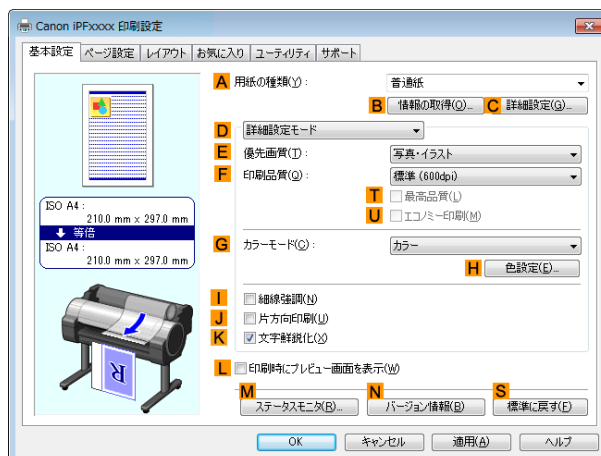 Canon iPFxxxx 印刷設定
基本設定 ページ設定 レイアウト お気に入り ユーティリティ サポート
A 用紙の種類(Y): 普通紙
B 情報の取得(O)... C 詳細設定(G)...
D 詳細設定モード
E 優先画質(T): 写真・イラスト
F 印刷品質(Q): 標準 (600dpi)
T 最高品質(L)
U エコノミー印刷(M)
ISO A4 :
210.0 mm x 297.0 mm
等倍
ISO A4 :
210.0 mm x 297.0 mm
G カラーモード(C): カラー
H 色設定(E)...
I 細線強調(N)
J 片方向印刷(U)
K 文字鮮鋭化(X)
R
L 印刷時にプレビュー画面を表示(W)
M N S
ステータスモニタ(R)... バージョン情報(B) 標準に戻す(F)
OK キャンセル 適用(A) ヘルプ